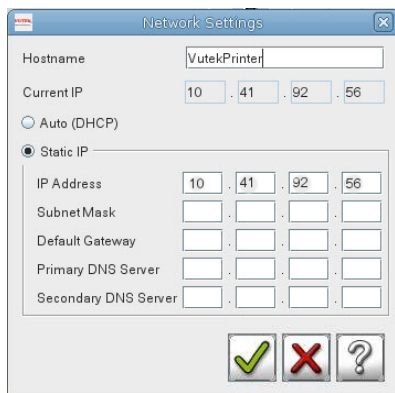 Network Settings
Hostname VutekPrinter
Current IP 10 . 41 . 92 . 56
Auto (DHCP)
Static IP
IP Address 10 . 41 . 92 . 56
Subnet Mask . . .
Default Gateway . . .
Primary DNS Server . . .
Secondary DNS Server . . .
?